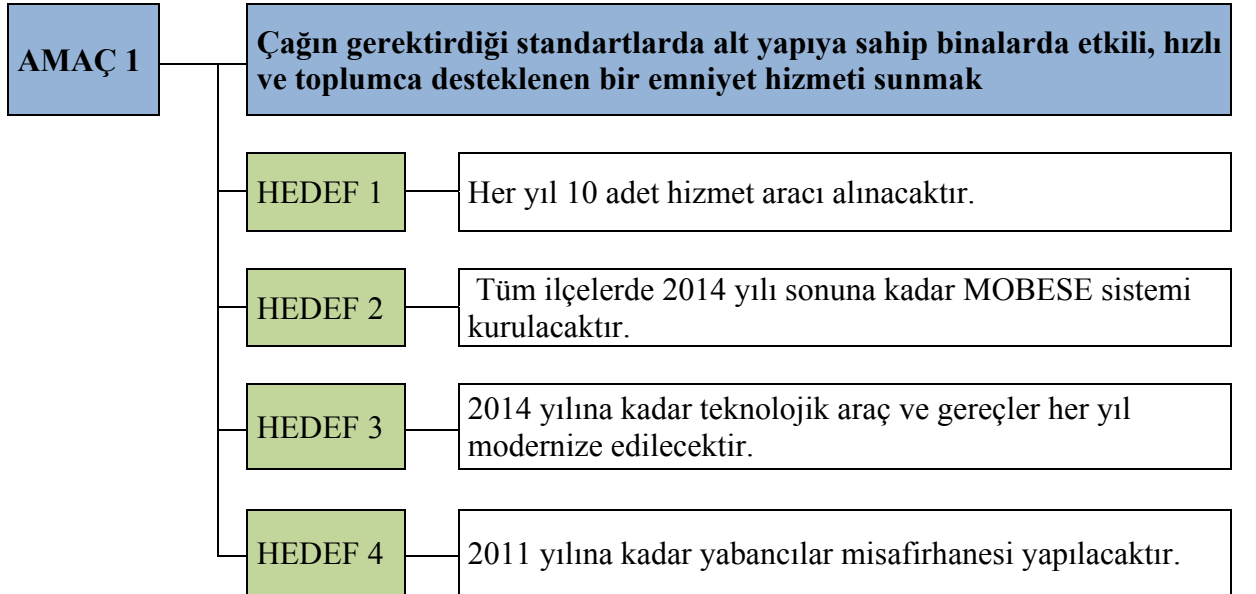 AMAÇ 1
Çağın gerektirdiği standartlarda alt yapıya sahip binalarda etkili, hızlı
ve toplumca desteklenen bir emniyet hizmeti sunmak
HEDEF 1
Her yıl 10 adet hizmet aracı alınacaktır.
HEDEF 2
Tüm ilçelerde 2014 yılı sonuna kadar MOBESE sistemi
kurulacaktır.
HEDEF 3
2014 yılına kadar teknolojik araç ve gereçler her yıl
modernize edilecektir.
HEDEF 4
2011 yılına kadar yabancılar misafirhanesi yapılacaktır.